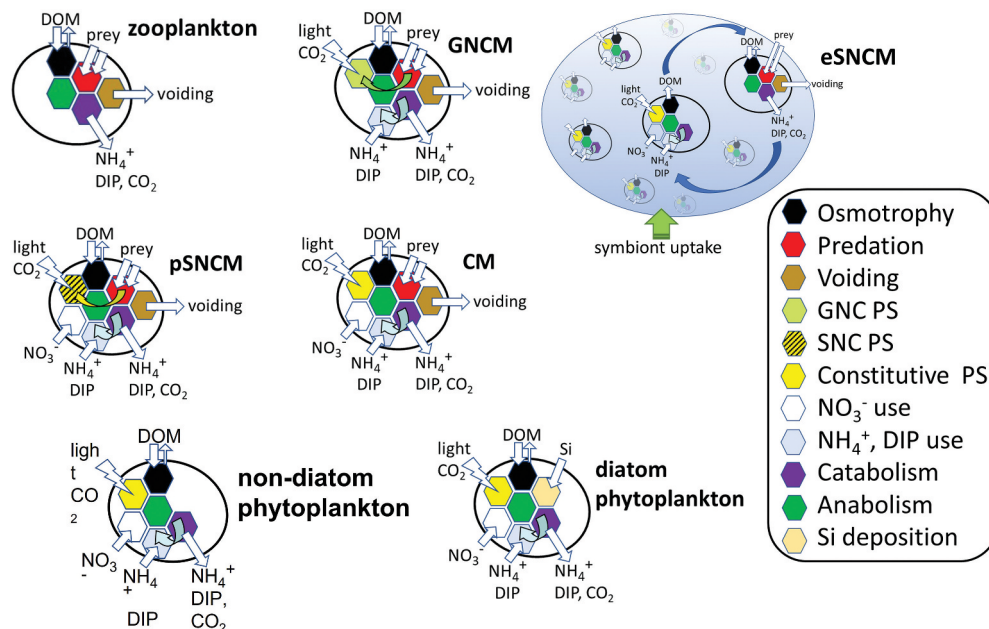 DOM
prey
zooplankton
voiding
NH4+
DIP, CO2
light
CO2
DOM
prey
GNCM
voiding
NH4+
DIP
NH4+
DIP, CO2
eSNCM
DOM
prey
voiding
NH4+
DIP, CO2
DOM
light
CO2
NO3-
NH4+
DIP
symbiont uptake
pSNCM
light
CO2
DOM
prey
voiding
NO3-
NH4+
DIP
NH4+
DIP, CO2
light
CO2
DOM
prey
CM
voiding
NO3-
NH4+
DIP
NH4+
DIP, CO2
Osmotrophy
Predation
Voiding
GNC PS
SNC PS
Constitutive PS
NO3- use
NH4+, DIP use
Catabolism
Anabolism
Si deposition
ligh
t
CO
2
DOM
non-diatom
phytoplankton
NO3
-
NH4
+
DIP
NH4+
DIP,
CO2
light
CO2
DOM
Si
diatom
phytoplankton
NO3-
NH4+
DIP
NH4+
DIP, CO2